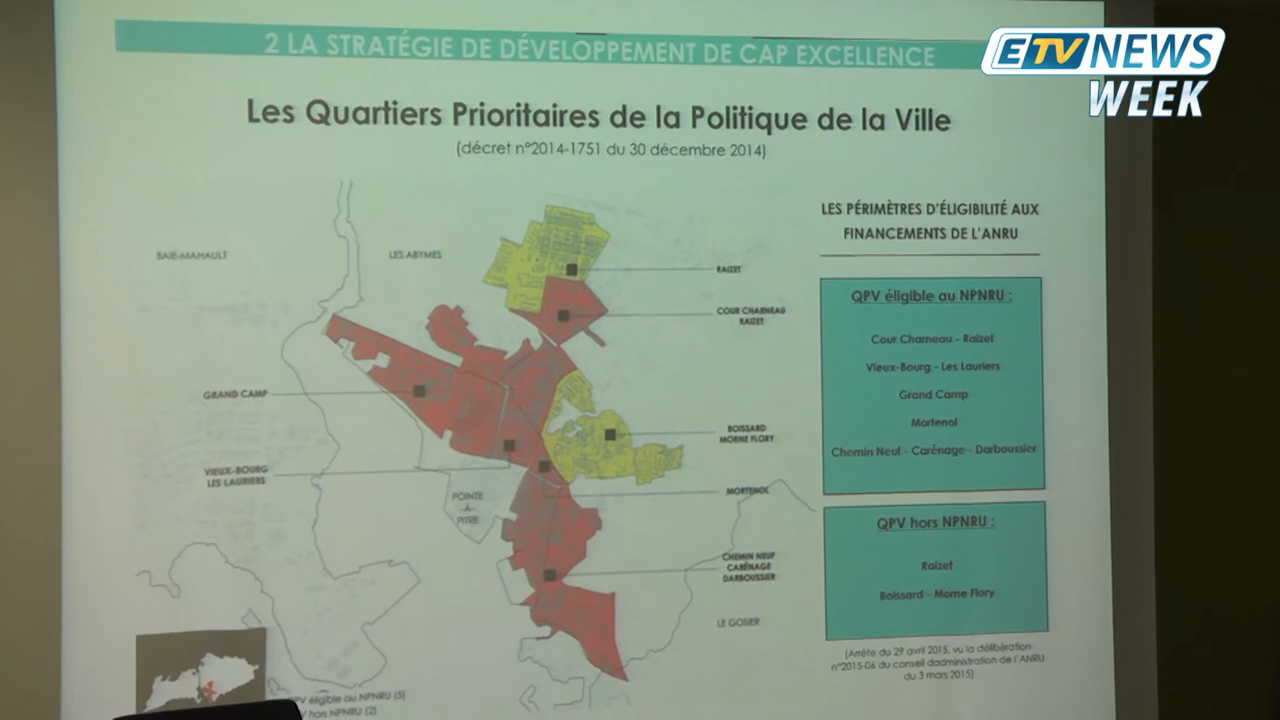 2 LA STRATÉGIE DE DÉVELOPPEMENT DE CAP EXCELLENCE
ETV NEWS
WEEK
Les Quartiers Prioritaires de la Politique de la Ville
(décret n°2014-1751 du 30 décembre 2014)
BAIE-MAHAULT
LES ABYMES
RAIZET
COUR CHARNEAU
RAIZET
GRAND CAMP
BOISSARD
MORNE FLORY
VIEUX-BOURG
LES LAURIERS
POINTE
-À-
PITRE
MORTENOL
CHEMIN NEUF
CARÉNAGE
DARBOUSSIER
LE GOSIER
QPV éligible au NPNRU (5)
hors NPNRU (2)
LES PÉRIMÈTRES D'ÉLIGIBILITÉ AUX
FINANCEMENTS DE L'ANRU
QPV éligible au NPNRU :
Cour Charneau - Raizet
Vieux-Bourg - Les Lauriers
Grand Camp
Mortenol
Chemin Neuf - Carénage - Darboussier
QPV hors NPNRU :
Raizet
Boissard - Morne Flory
(Arrête du 29 avril 2015, vu la délibération
n°2015-06 du conseil dadministration de l'ANRU
du 3 mars 2015)